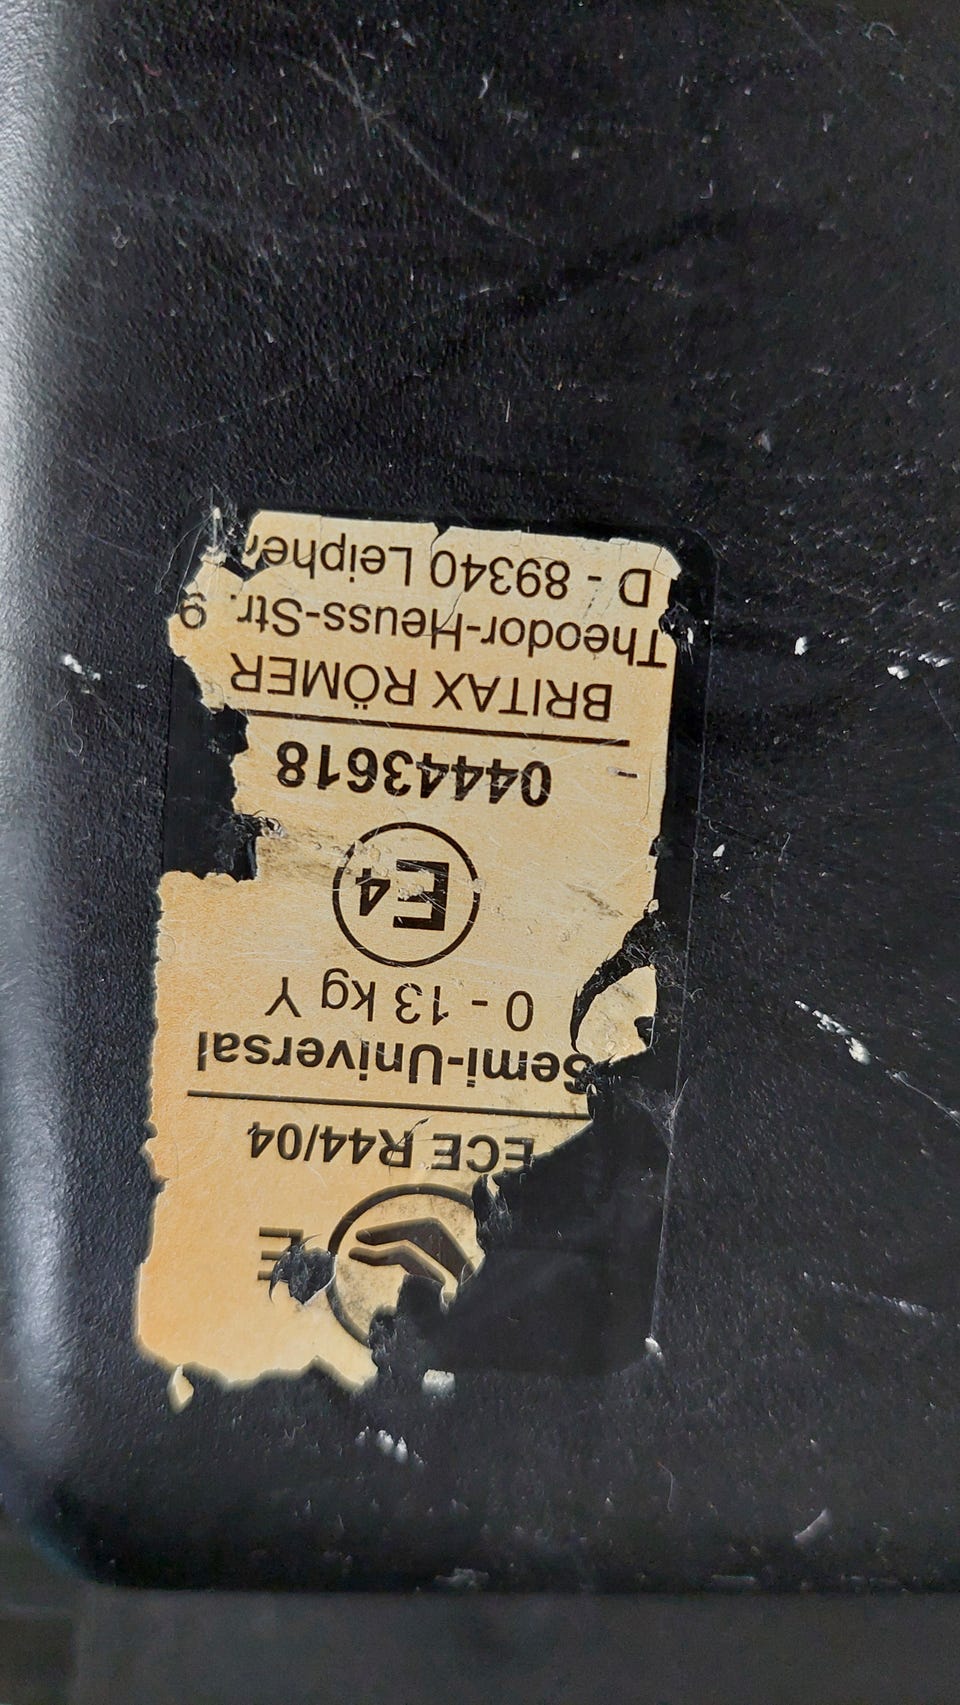 E
ECE R44/04
Semi-Universal
0 - 13 kg Y
E4
04443618
-
BRITAX RÖMER
Theodor-Heuss-Str. 9
D - 89340 Leiphe